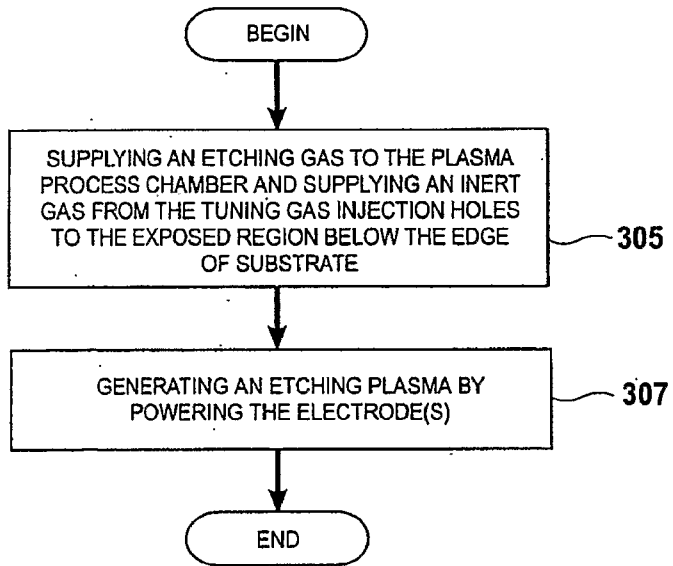 BEGIN
SUPPLYING AN ETCHING GAS TO THE PLASMA
PROCESS CHAMBER AND SUPPLYING AN INERT
GAS FROM THE TUNING GAS INJECTION HOLES
TO THE EXPOSED REGION BELOW THE EDGE
OF SUBSTRATE
305
GENERATING AN ETCHING PLASMA BY
POWERING THE ELECTRODE(S)
307
END